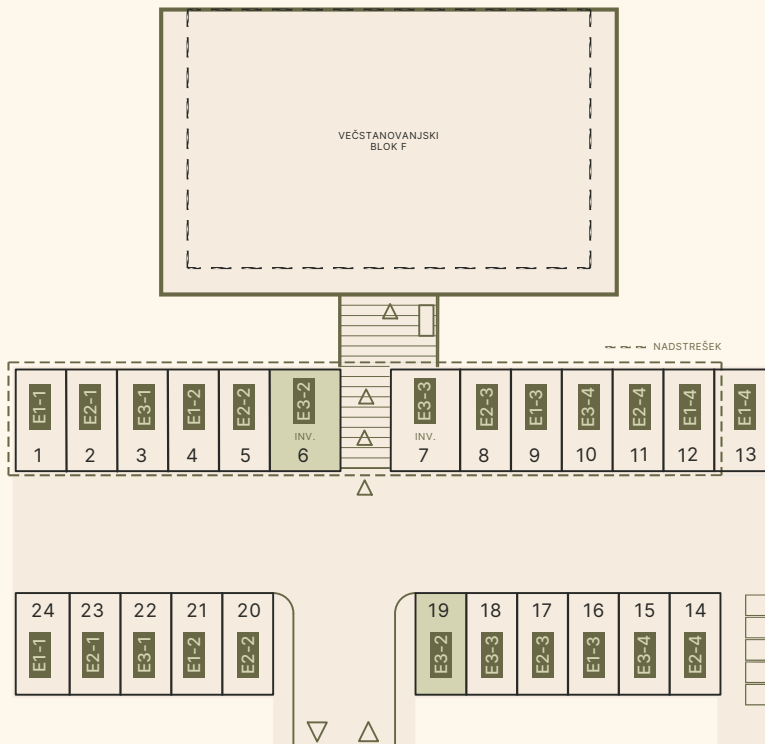 VEČSTANOVANJSKI
BLOK F
NADSTREŠEK
E1-1 E2-1 E3-1 E1-2 E2-2 E3-2 E3-3 E2-3 E1-3 E3-4 E2-4 E1-4 E1-4
INV. INV.
1 2 3 4 5 6 7 8 9 10 11 12 13
24 23 22 21 20 19 18 17 16 15 14
E1-1 E2-1 E3-1 E1-2 E2-2 E3-2 E3-3 E2-3 E1-3 E3-4 E2-4